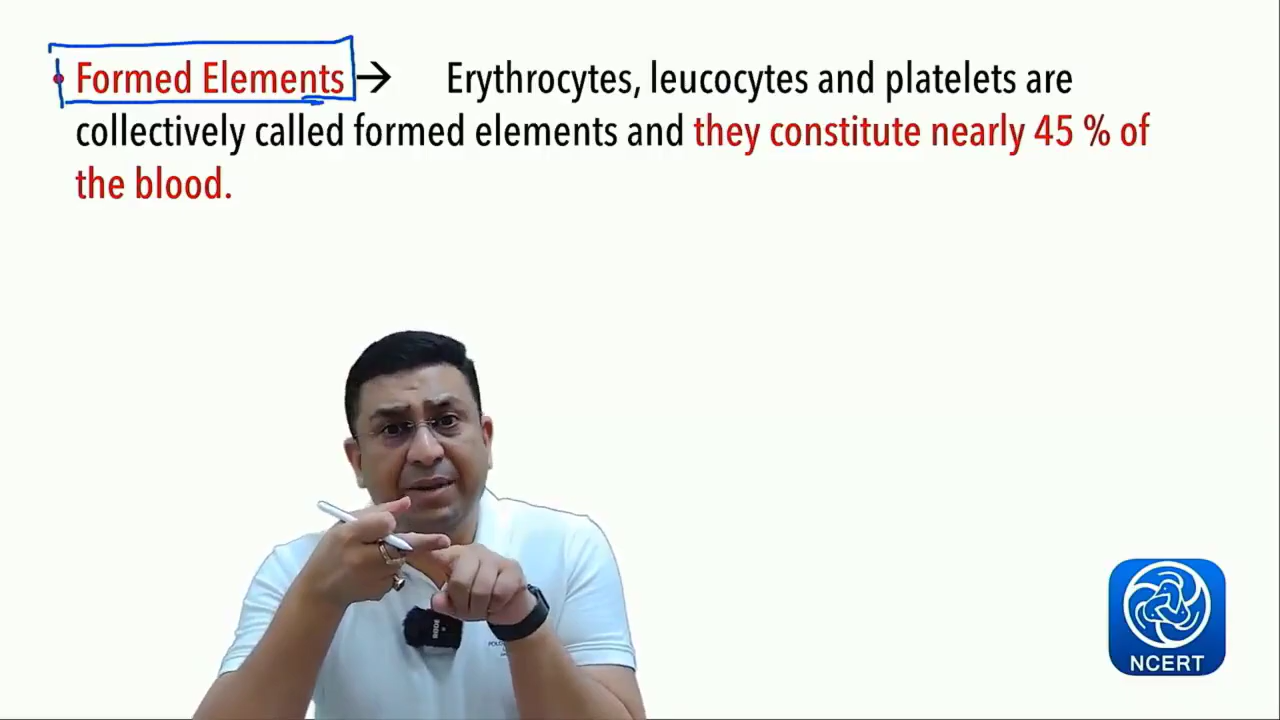 Formed Elements → Erythrocytes, leucocytes and platelets are
collectively called formed elements and they constitute nearly 45 % of
the blood.
RODE
NCERT